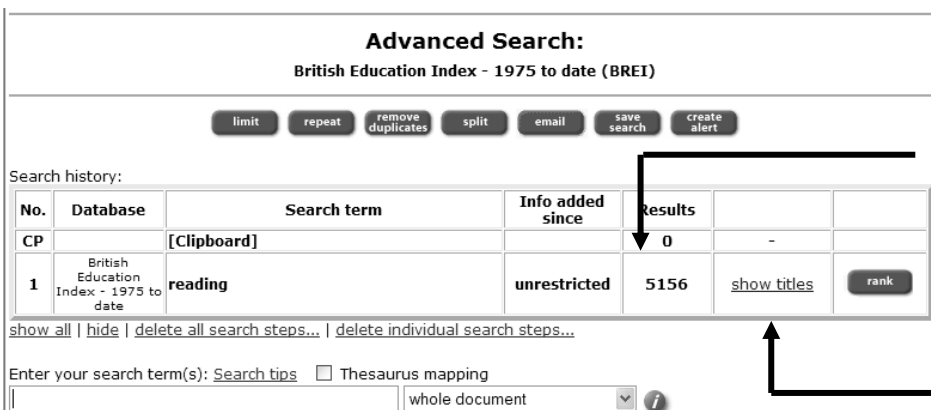 Advanced Search:
British Education Index - 1975 to date (BREI)
limit repeat remove duplicates split email save search create alert
Search history:
No. Database Search term Info added since Results
CP [Clipboard] 0 -
1 British Education Index - 1975 to date reading unrestricted 5156 show titles rank
show all | hide | delete all search steps... | delete individual search steps...
Enter your search term(s): Search tips Thesaurus mapping
whole document i